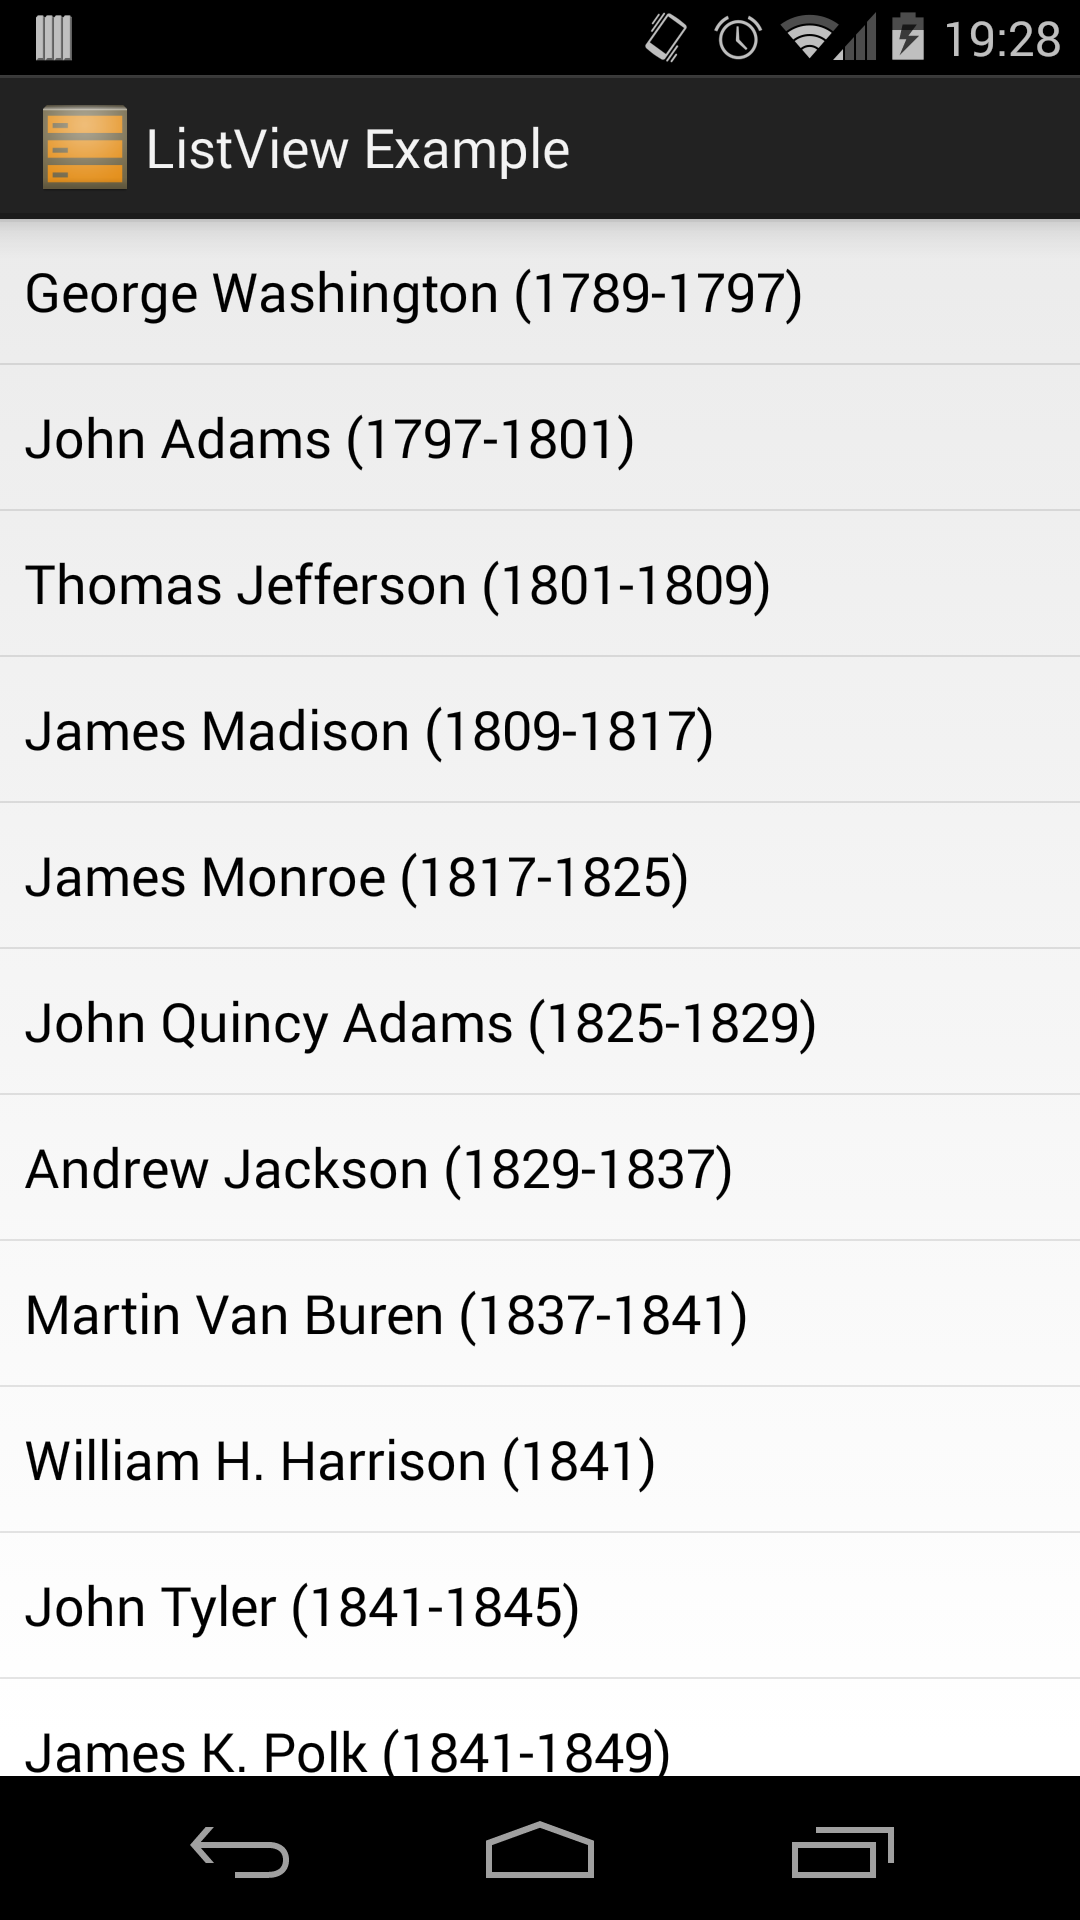 19:28
ListView Example
George Washington (1789-1797)
John Adams (1797-1801)
Thomas Jefferson (1801-1809)
James Madison (1809-1817)
James Monroe (1817-1825)
John Quincy Adams (1825-1829)
Andrew Jackson (1829-1837)
Martin Van Buren (1837-1841)
William H. Harrison (1841)
John Tyler (1841-1845)
James K. Polk (1841-1849)